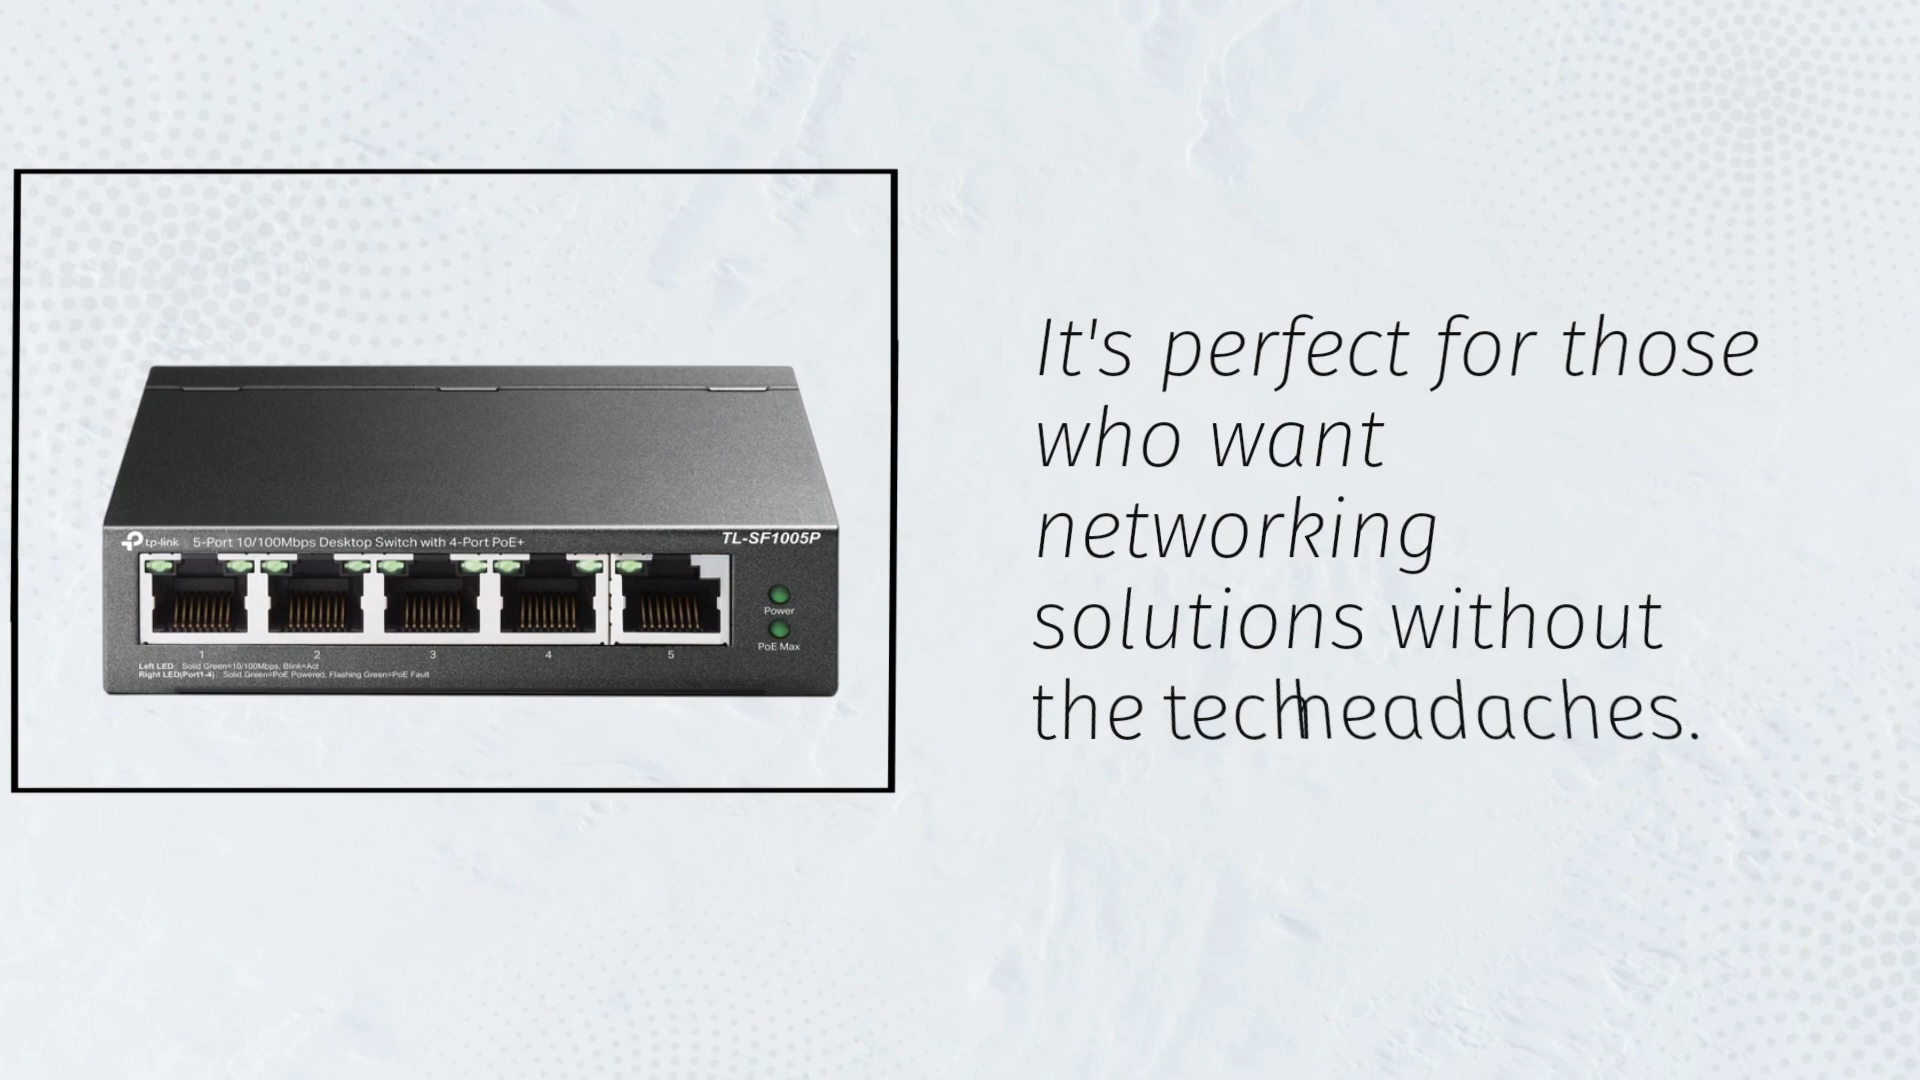 tp-link 5-Port 10/100Mbps Desktop Switch with 4-Port PoE+ TL-SF1005P
Power
PoE Max
1 2 3 4 5
Left LED : Solid Green=10/100Mbps, Blink=Act
Right LED(Port1-4) : Solid Green=PoE Powered, Flashing Green=PoE Fault
It's perfect for those
who want
networking
solutions without
the tech headaches.